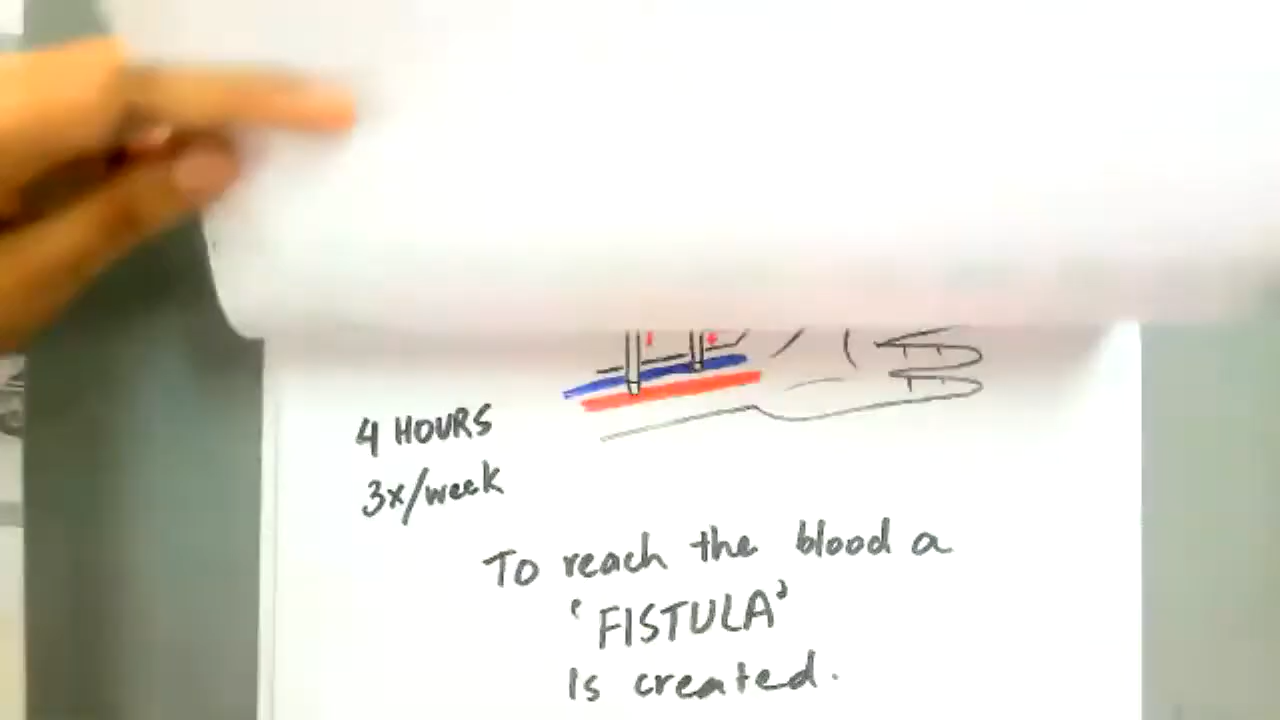 4 HOURS
3x/week
To reach the blood a
'FISTULA'
Is created.